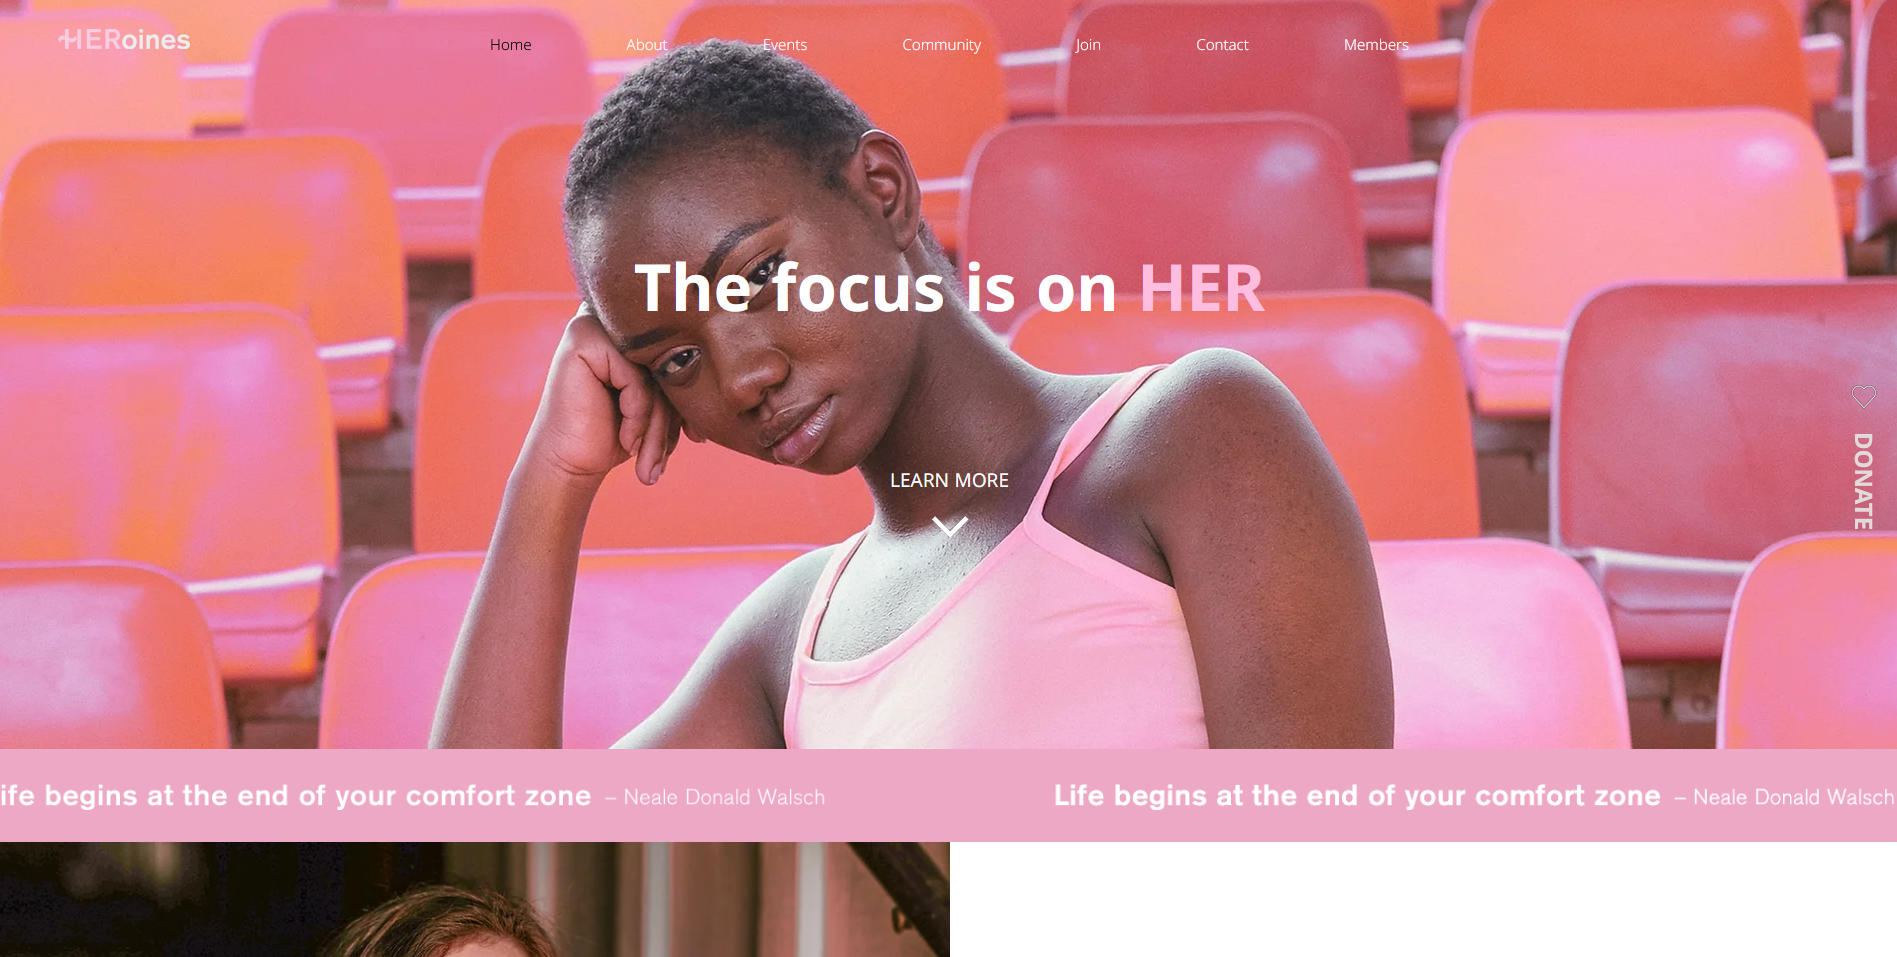 HERoines
Home About Events Community Join Contact Members
The focus is on HER
LEARN MORE
DONATE
ife begins at the end of your comfort zone – Neale Donald Walsch
Life begins at the end of your comfort zone – Neale Donald Walsch